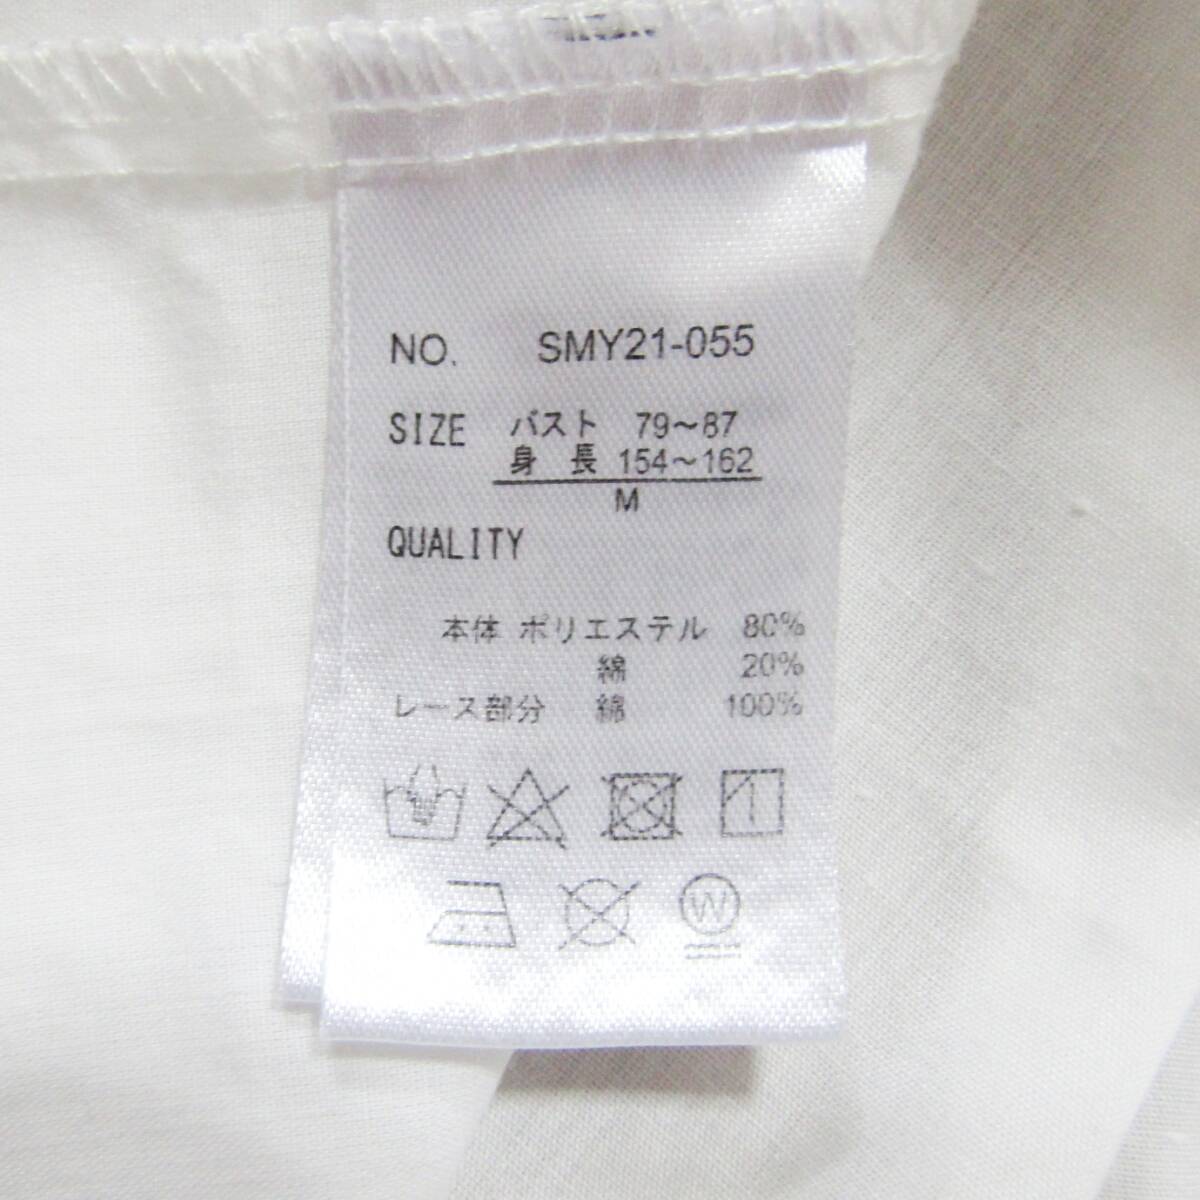 NO. SMY21-055
SIZE バスト 79～87
身 長 154～162
M
QUALITY
本体 ポリエステル 80%
綿 20%
レース部分 綿 100%
W